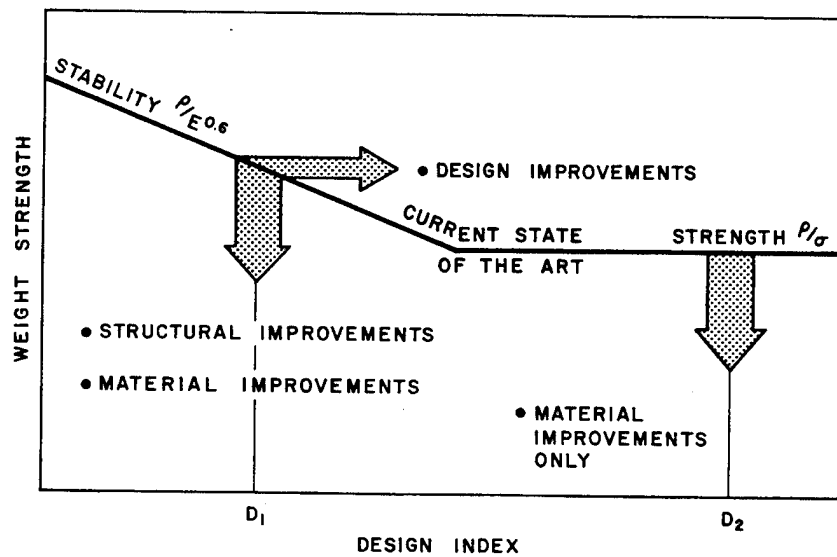 STABILITY ρ/E^0.6
DESIGN IMPROVEMENTS
CURRENT STATE
OF THE ART
STRENGTH ρ/σ
WEIGHT STRENGTH
• STRUCTURAL IMPROVEMENTS
• MATERIAL IMPROVEMENTS
• MATERIAL
IMPROVEMENTS
ONLY
D₁
D₂
DESIGN INDEX